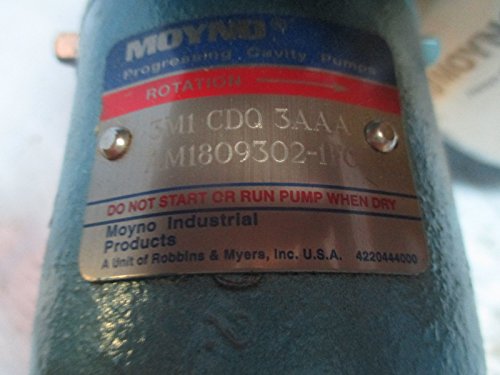 MOYNO
Progressing Cavity Pumps
ROTATION
3M1 CDQ 3AAA
DO NOT START OR RUN PUMP WHEN DRY
Moyno Industrial
Products
A Unit of Robbins & Myers, Inc. U.S.A. 4220444000